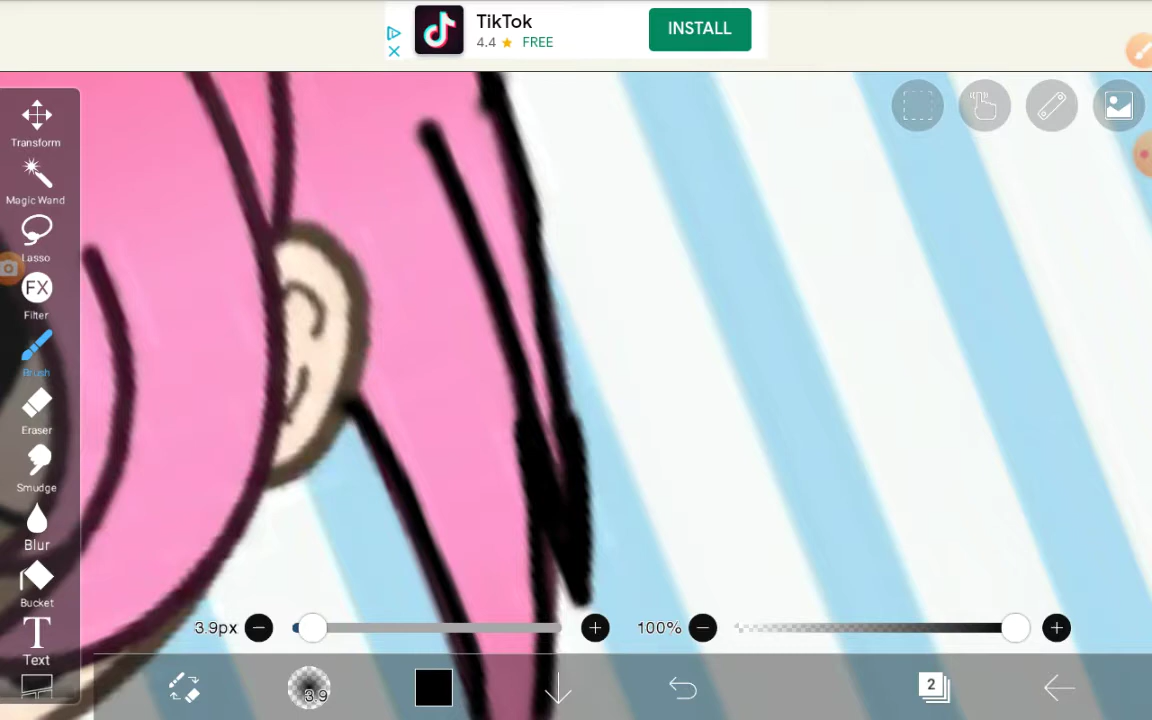 TikTok
4.4 ★ FREE
INSTALL
Transform
Magic Wand
Lasso
FX
Filter
Brush
Eraser
Smudge
Blur
Bucket
T
Text
3.9px
100%
3.9
2